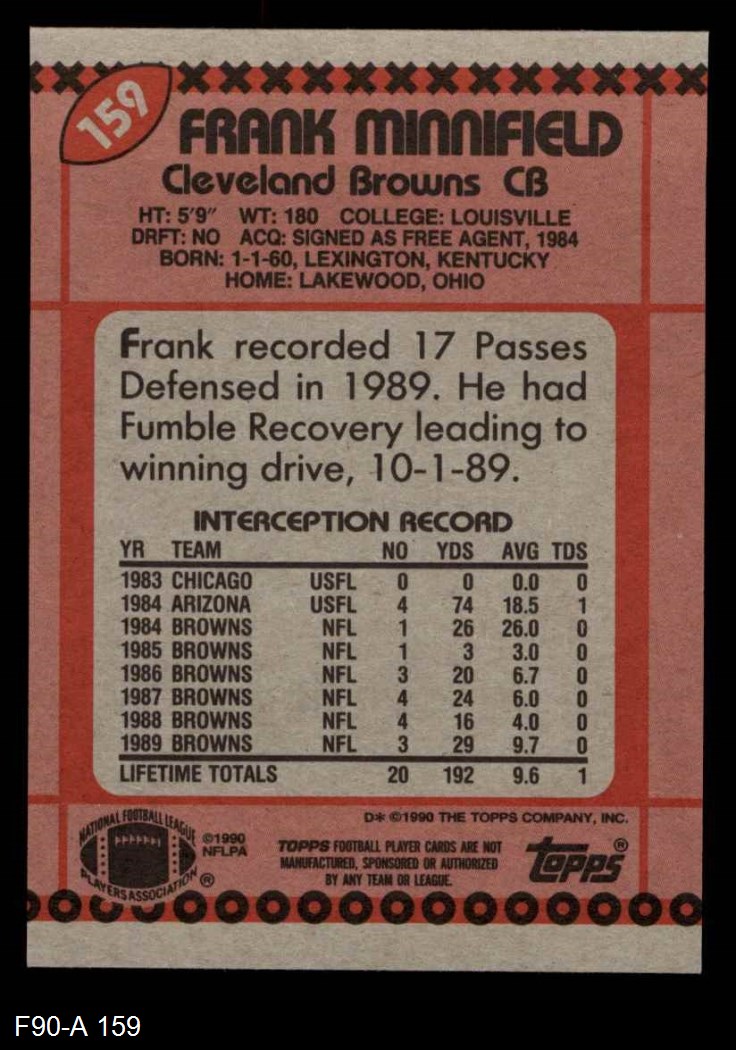 159
FRANK MINNIFIELD
Cleveland Browns CB
HT: 5'9" WT: 180 COLLEGE: LOUISVILLE
DRFT: NO ACQ: SIGNED AS FREE AGENT, 1984
BORN: 1-1-60, LEXINGTON, KENTUCKY
HOME: LAKEWOOD, OHIO
Frank recorded 17 Passes
Defensed in 1989. He had
Fumble Recovery leading to
winning drive, 10-1-89.
INTERCEPTION RECORD
YR TEAM NO YDS AVG TDS
1983 CHICAGO USFL 0 0 0.0 0
1984 ARIZONA USFL 4 74 18.5 1
1984 BROWNS NFL 1 26 26.0 0
1985 BROWNS NFL 1 3 3.0 0
1986 BROWNS NFL 3 20 6.7 0
1987 BROWNS NFL 4 24 6.0 0
1988 BROWNS NFL 4 16 4.0 0
1989 BROWNS NFL 3 29 9.7 0
LIFETIME TOTALS 20 192 9.6 1
D* ©1990 THE TOPPS COMPANY, INC.
NATIONAL FOOTBALL LEAGUE
PLAYERS ASSOCIATION ®
©1990
NFLPA
TOPPS FOOTBALL PLAYER CARDS ARE NOT
MANUFACTURED, SPONSORED OR AUTHORIZED
BY ANY TEAM OR LEAGUE.
topps®
F90-A 159